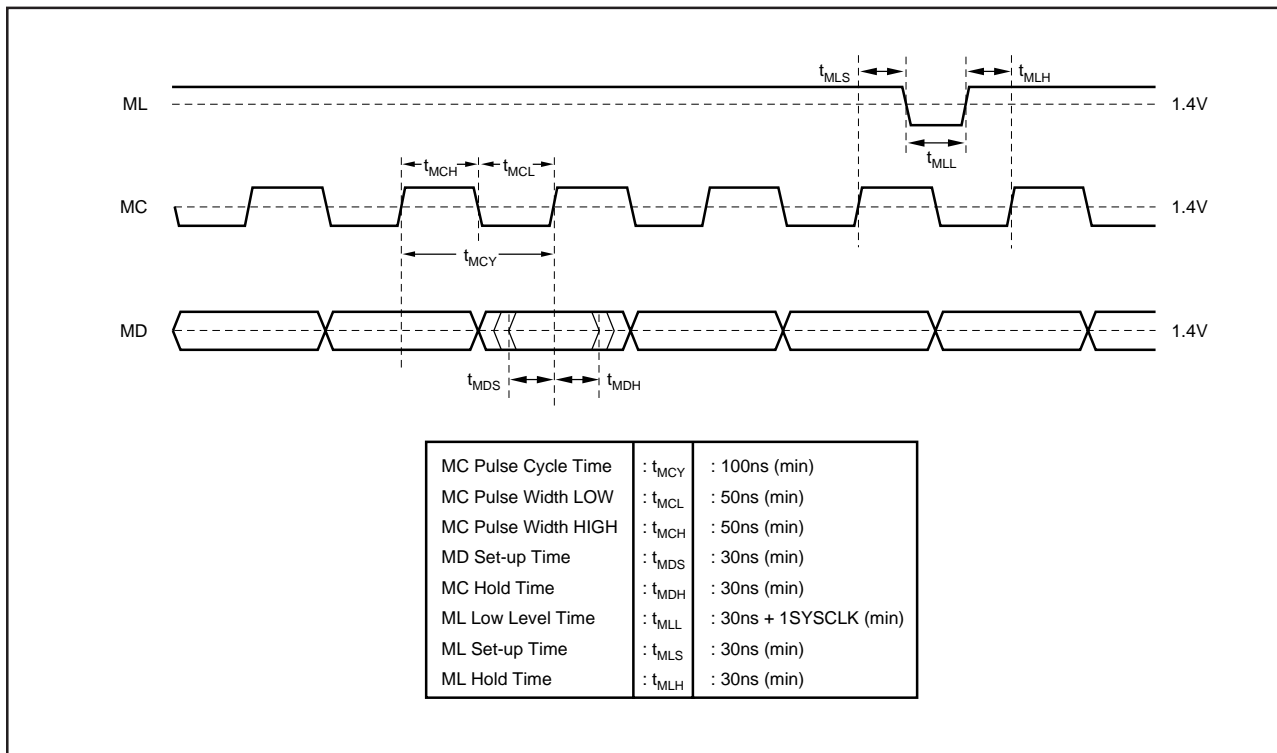 tMLS tMLH
ML 1.4V
tMLL
tMCH tMCL
MC 1.4V
tMCY
MD 1.4V
tMDS tMDH
MC Pulse Cycle Time : tMCY : 100ns (min)
MC Pulse Width LOW : tMCL : 50ns (min)
MC Pulse Width HIGH : tMCH : 50ns (min)
MD Set-up Time : tMDS : 30ns (min)
MC Hold Time : tMDH : 30ns (min)
ML Low Level Time : tMLL : 30ns + 1SYSCLK (min)
ML Set-up Time : tMLS : 30ns (min)
ML Hold Time : tMLH : 30ns (min)